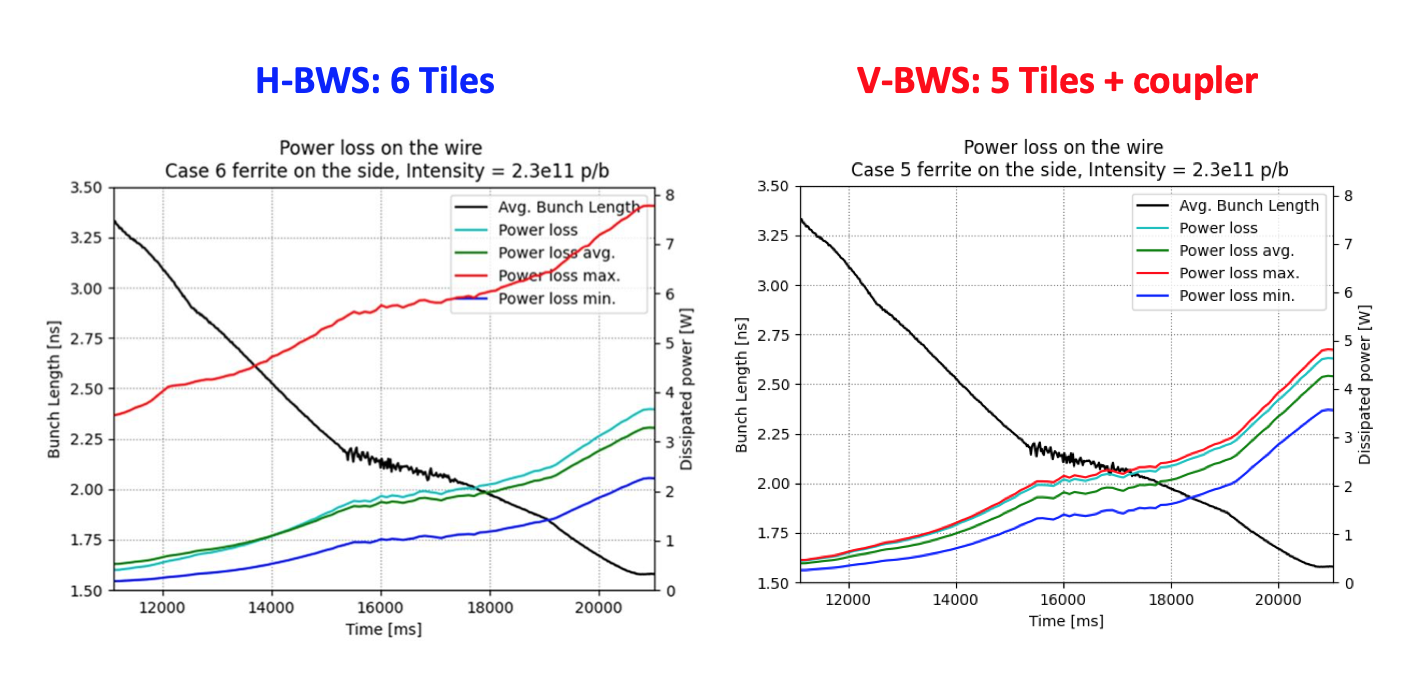 H-BWS: 6 Tiles
Power loss on the wire
Case 6 ferrite on the side, Intensity = 2.3e11 p/b
Bunch Length [ns]
3.50
3.25
3.00
2.75
2.50
2.25
2.00
1.75
1.50
Avg. Bunch Length
Power loss
Power loss avg.
Power loss max.
Power loss min.
8
7
6
5
4
3
2
1
0
Dissipated power [W]
12000 14000 16000 18000 20000
Time [ms]
V-BWS: 5 Tiles + coupler
Power loss on the wire
Case 5 ferrite on the side, Intensity = 2.3e11 p/b
Bunch Length [ns]
3.50
3.25
3.00
2.75
2.50
2.25
2.00
1.75
1.50
Avg. Bunch Length
Power loss
Power loss avg.
Power loss max.
Power loss min.
8
7
6
5
4
3
2
1
0
Dissipated power [W]
12000 14000 16000 18000 20000
Time [ms]